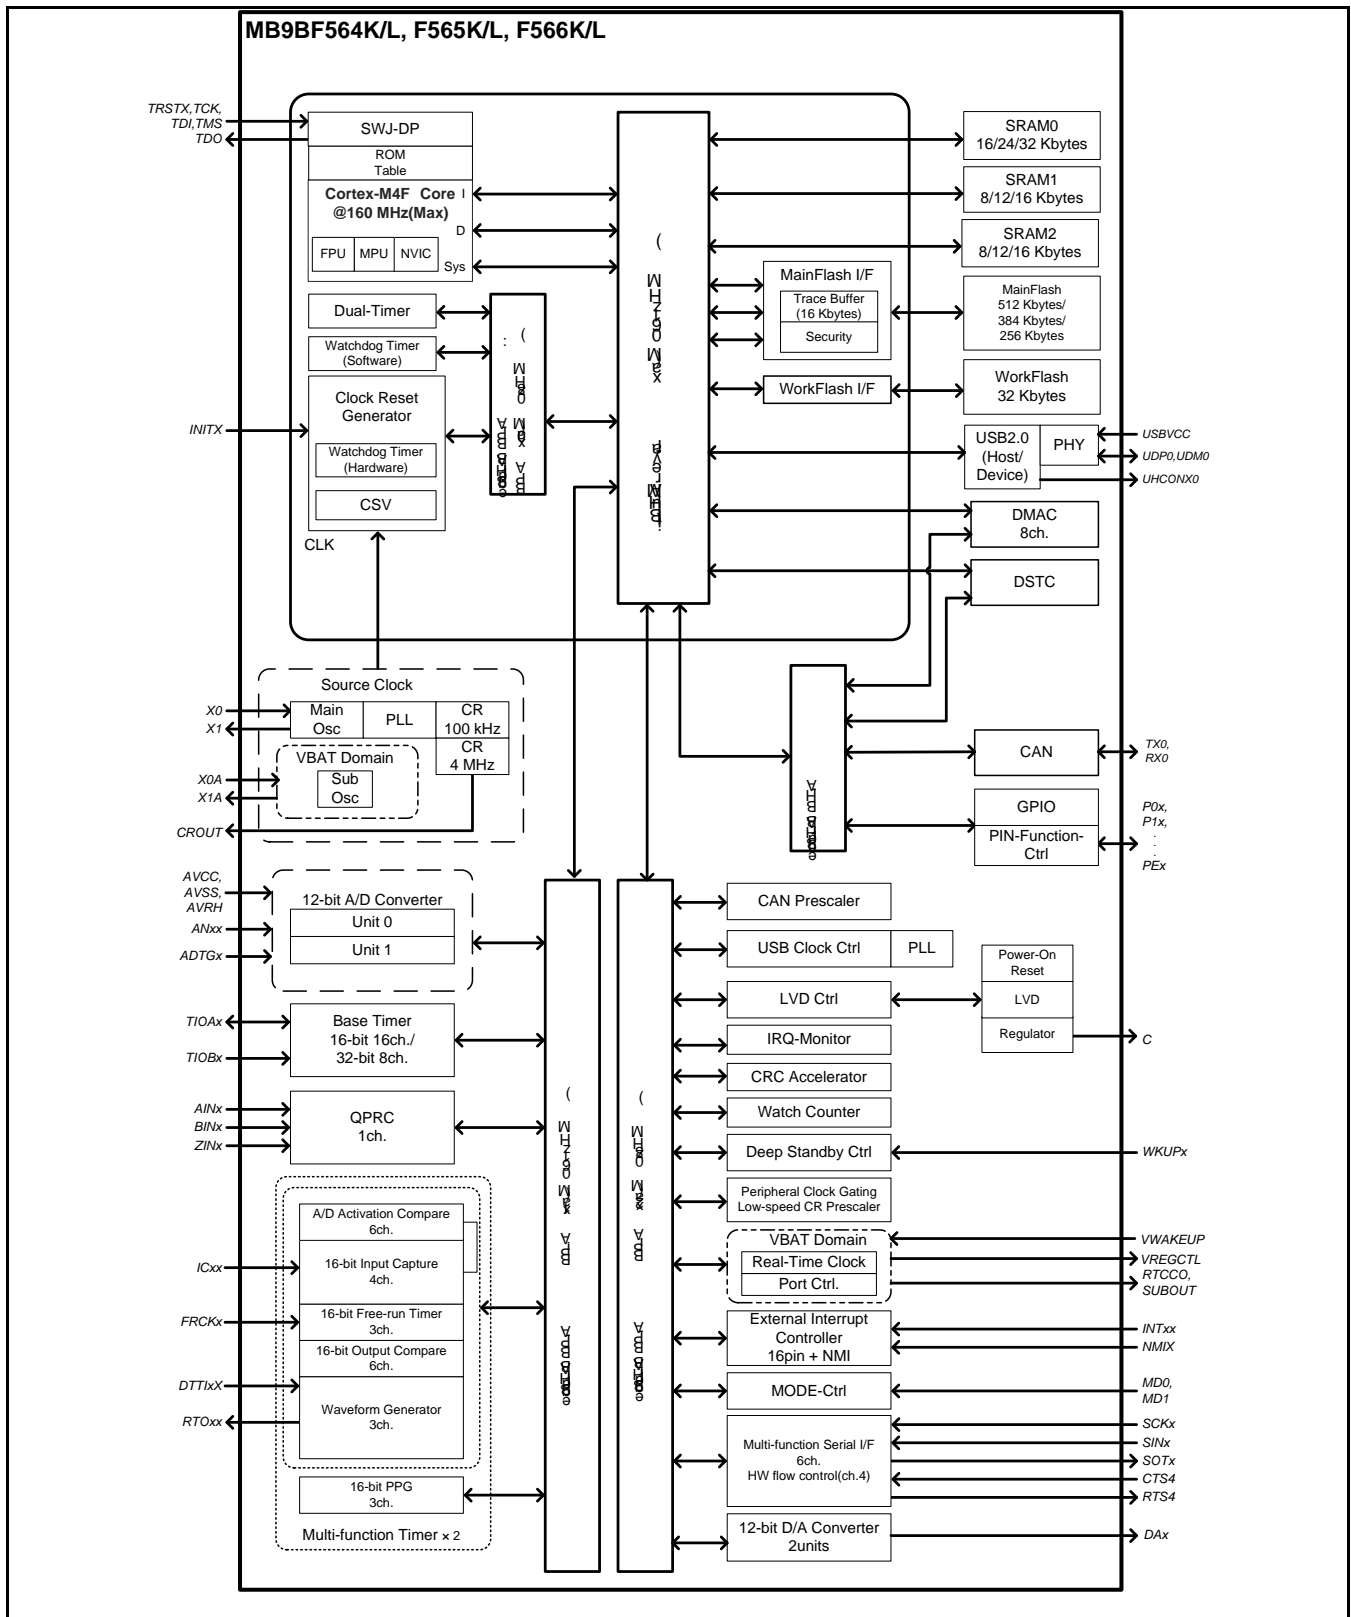 MB9BF564K/L, F565K/L, F566K/L
TRSTX,TCK,
TDI,TMS
TDO
SWJ-DP
ROM
Table
Cortex-M4F Core
@160 MHz(Max)
I
D
Sys
FPU
MPU
NVIC
Dual-Timer
Watchdog Timer
(Software)
Clock Reset
Generator
Watchdog Timer
(Hardware)
CSV
CLK
INITX
SRAM0
16/24/32 Kbytes
SRAM1
8/12/16 Kbytes
SRAM2
8/12/16 Kbytes
MainFlash I/F
Trace Buffer
(16 Kbytes)
Security
MainFlash
512 Kbytes/
384 Kbytes/
256 Kbytes
WorkFlash I/F
WorkFlash
32 Kbytes
USB2.0
(Host/
Device)
PHY
USBVCC
UDP0,UDM0
UHCONX0
DMAC
8ch.
DSTC
Source Clock
Main
Osc
PLL
CR
100 kHz
CR
4 MHz
VBAT Domain
Sub
Osc
X0
X1
X0A
X1A
CROUT
CAN
TX0,
RX0
GPIO
PIN-Function-
Ctrl
P0x,
P1x,
.
.
.
PEx
AVCC,
AVSS,
AVRH
ANxx
ADTGx
12-bit A/D Converter
Unit 0
Unit 1
TIOAx
TIOBx
Base Timer
16-bit 16ch./
32-bit 8ch.
AINx
BINx
ZINx
QPRC
1ch.
A/D Activation Compare
6ch.
16-bit Input Capture
4ch.
16-bit Free-run Timer
3ch.
16-bit Output Compare
6ch.
Waveform Generator
3ch.
16-bit PPG
3ch.
Multi-function Timer × 2
ICxx
FRCKx
DTTIxX
RTOxx
CAN Prescaler
USB Clock Ctrl
PLL
LVD Ctrl
Power-On
Reset
LVD
Regulator
C
IRQ-Monitor
CRC Accelerator
Watch Counter
Deep Standby Ctrl
WKUPx
Peripheral Clock Gating
Low-speed CR Prescaler
VBAT Domain
Real-Time Clock
Port Ctrl.
VWAKEUP
VREGCTL
RTCCO,
SUBOUT
External Interrupt
Controller
16pin + NMI
INTxx
NMIX
MODE-Ctrl
MD0,
MD1
Multi-function Serial I/F
6ch.
HW flow control(ch.4)
SCKx
SINx
SOTx
CTS4
RTS4
12-bit D/A Converter
2units
DAx